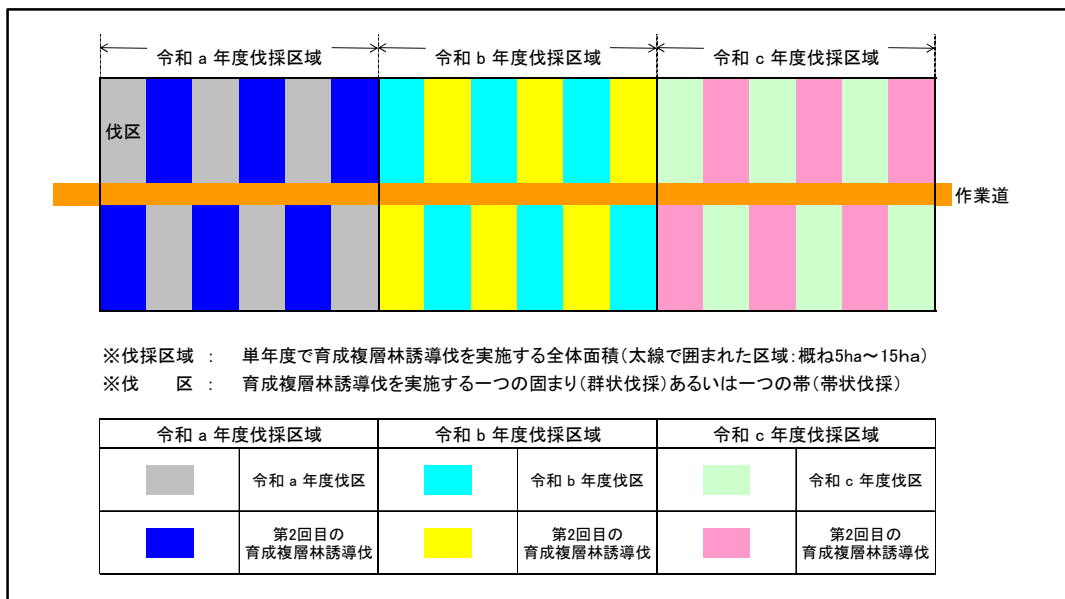 令和 a 年度伐採区域 令和 b 年度伐採区域 令和 c 年度伐採区域
伐区
作業道
※伐採区域 : 単年度で育成複層林誘導伐を実施する全体面積(太線で囲まれた区域:概ね5ha~15ha)
※伐 区 : 育成複層林誘導伐を実施する一つの固まり(群状伐採)あるいは一つの帯(帯状伐採)
令和 a 年度伐採区域 令和 b 年度伐採区域 令和 c 年度伐採区域
令和 a 年度伐区 令和 b 年度伐区 令和 c 年度伐区
第2回目の 第2回目の 第2回目の
育成複層林誘導伐 育成複層林誘導伐 育成複層林誘導伐